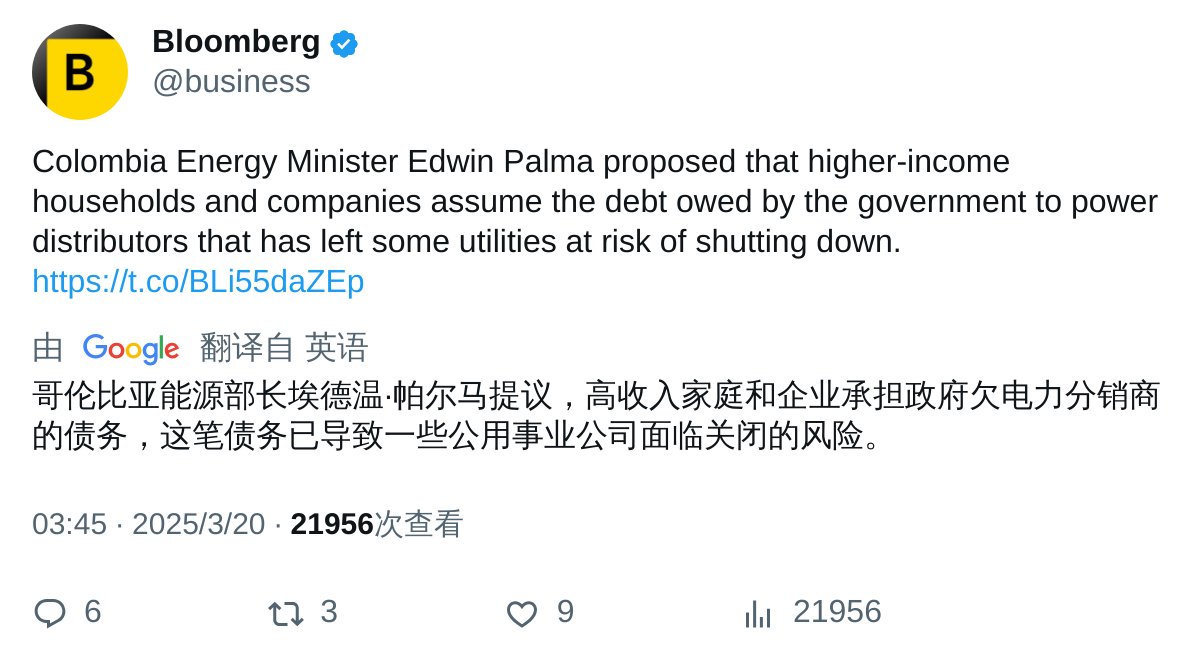 B
Bloomberg
@business
Colombia Energy Minister Edwin Palma proposed that higher-income
households and companies assume the debt owed by the government to power
distributors that has left some utilities at risk of shutting down.
https://t.co/BLi55daZEp
由 Google 翻译自 英语
哥伦比亚能源部长埃德温·帕尔马提议，高收入家庭和企业承担政府欠电力分销商
的债务，这笔债务已导致一些公用事业公司面临关闭的风险。
03:45 · 2025/3/20 · 21956次查看
6 3 9 21956